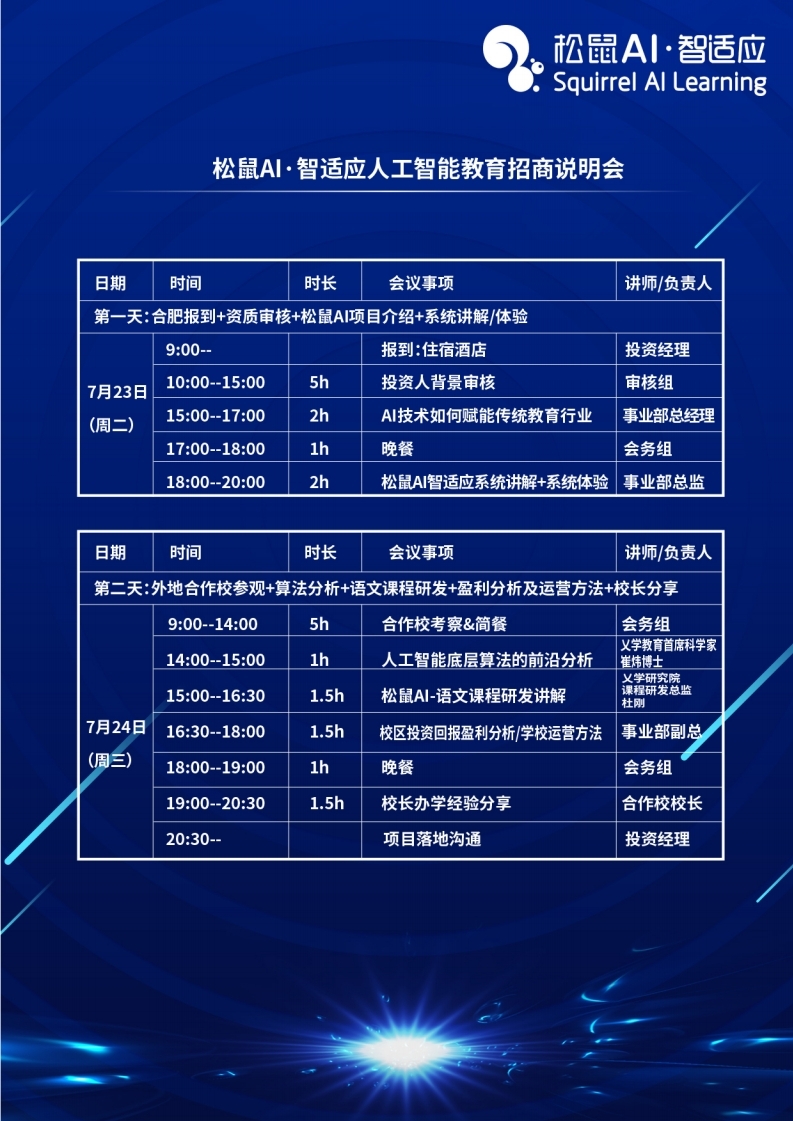 松鼠AI·智适应
Squirrel AI Learning
松鼠AI·智适应人工智能教育招商说明会
日期 时间 时长 会议事项 讲师/负责人
第一天:合肥报到+资质审核+松鼠AI项目介绍+系统讲解/体验
7月23日
(周二)
9:00-- 报到:住宿酒店 投资经理
10:00--15:00 5h 投资人背景审核 审核组
15:00--17:00 2h AI技术如何赋能传统教育行业 事业部总经理
17:00--18:00 1h 晚餐 会务组
18:00--20:00 2h 松鼠AI智适应系统讲解+系统体验 事业部总监
日期 时间 时长 会议事项 讲师/负责人
第二天:外地合作校参观+算法分析+语文课程研发+盈利分析及运营方法+校长分享
7月24日
(周三)
9:00--14:00 5h 合作校考察&简餐 会务组
14:00--15:00 1h 人工智能底层算法的前沿分析 乂学教育首席科学家
崔炜博士
15:00--16:30 1.5h 松鼠AI-语文课程研发讲解 乂学研究院
课程研发总监
杜刚
16:30--18:00 1.5h 校区投资回报盈利分析/学校运营方法 事业部副总
18:00--19:00 1h 晚餐 会务组
19:00--20:30 1.5h 校长办学经验分享 合作校校长
20:30-- 项目落地沟通 投资经理